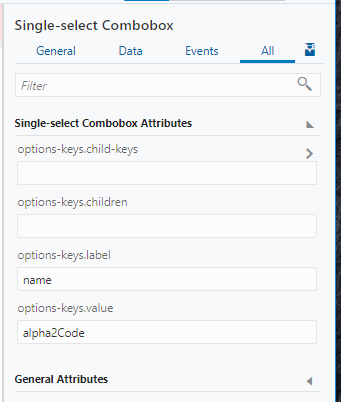 Single-select Combobox
General Data Events All
Filter
Single-select Combobox Attributes
options-keys.child-keys
options-keys.children
options-keys.label
name
options-keys.value
alpha2Code
General Attributes